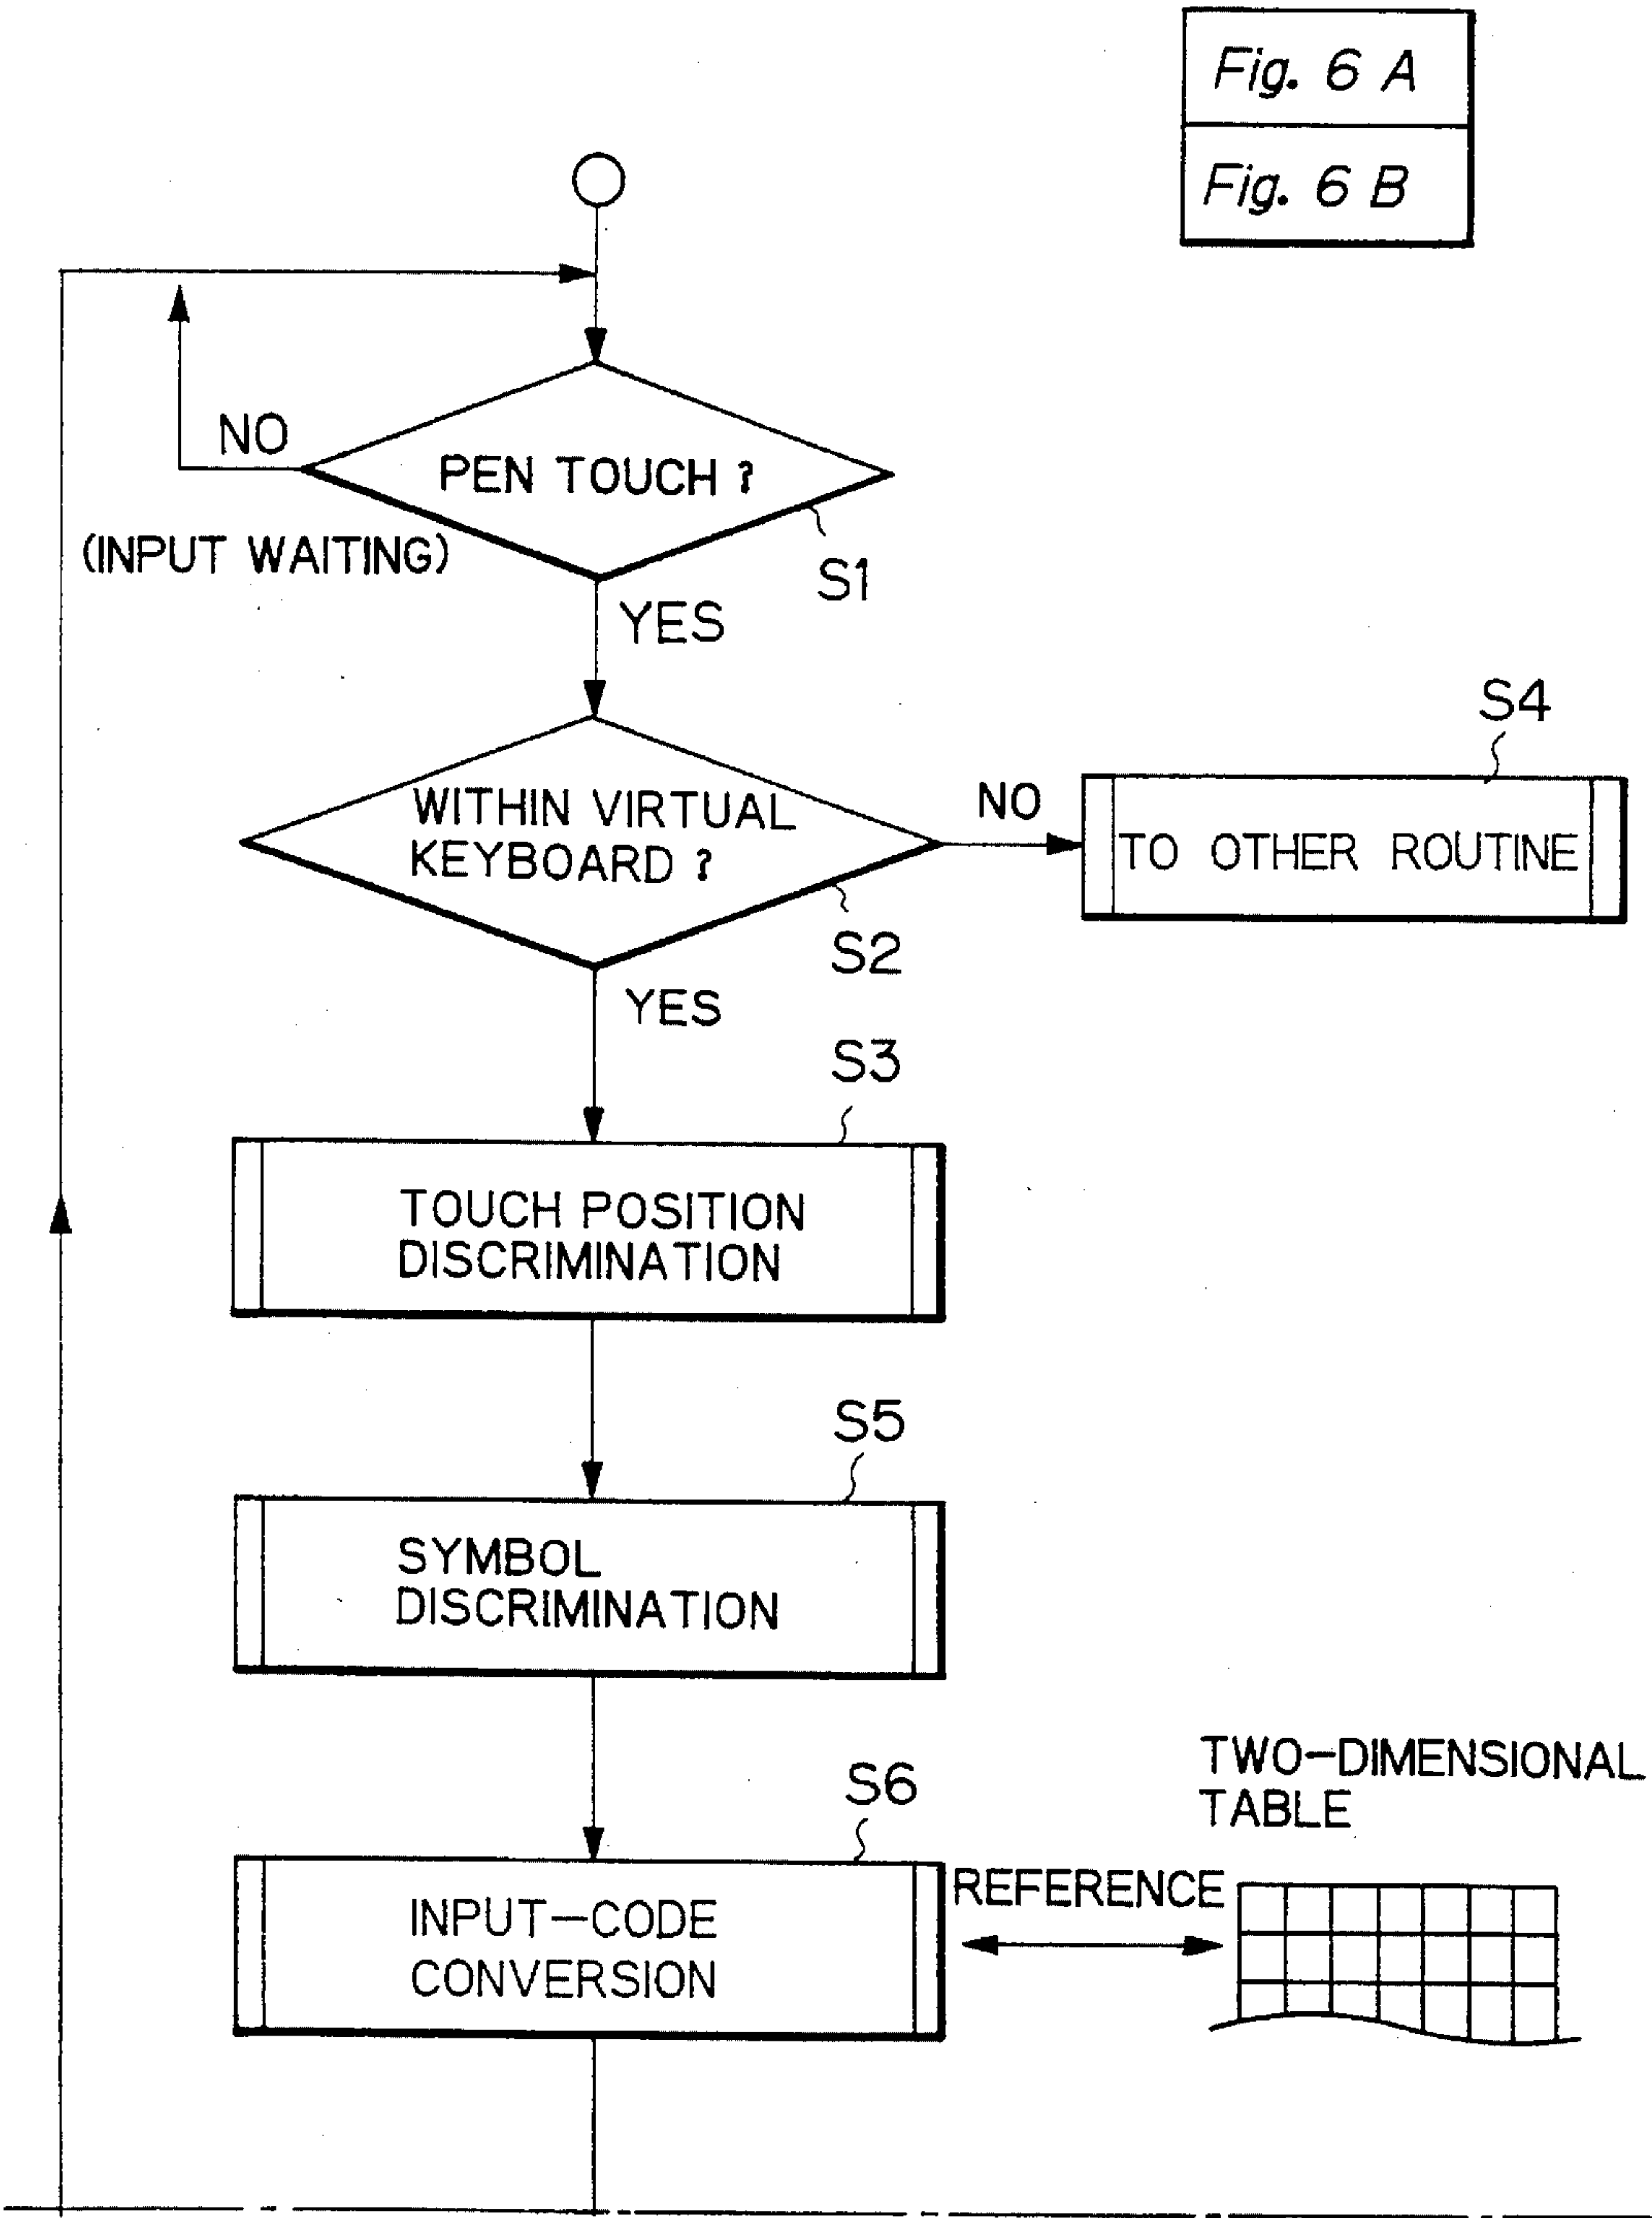 Fig. 6 A
Fig. 6 B
NO
PEN TOUCH ?
(INPUT WAITING)
S1
YES
S4
WITHIN VIRTUAL
KEYBOARD ?
NO
TO OTHER ROUTINE
S2
YES
S3
TOUCH POSITION
DISCRIMINATION
S5
SYMBOL
DISCRIMINATION
S6
TWO-DIMENSIONAL
TABLE
INPUT-CODE
CONVERSION
REFERENCE